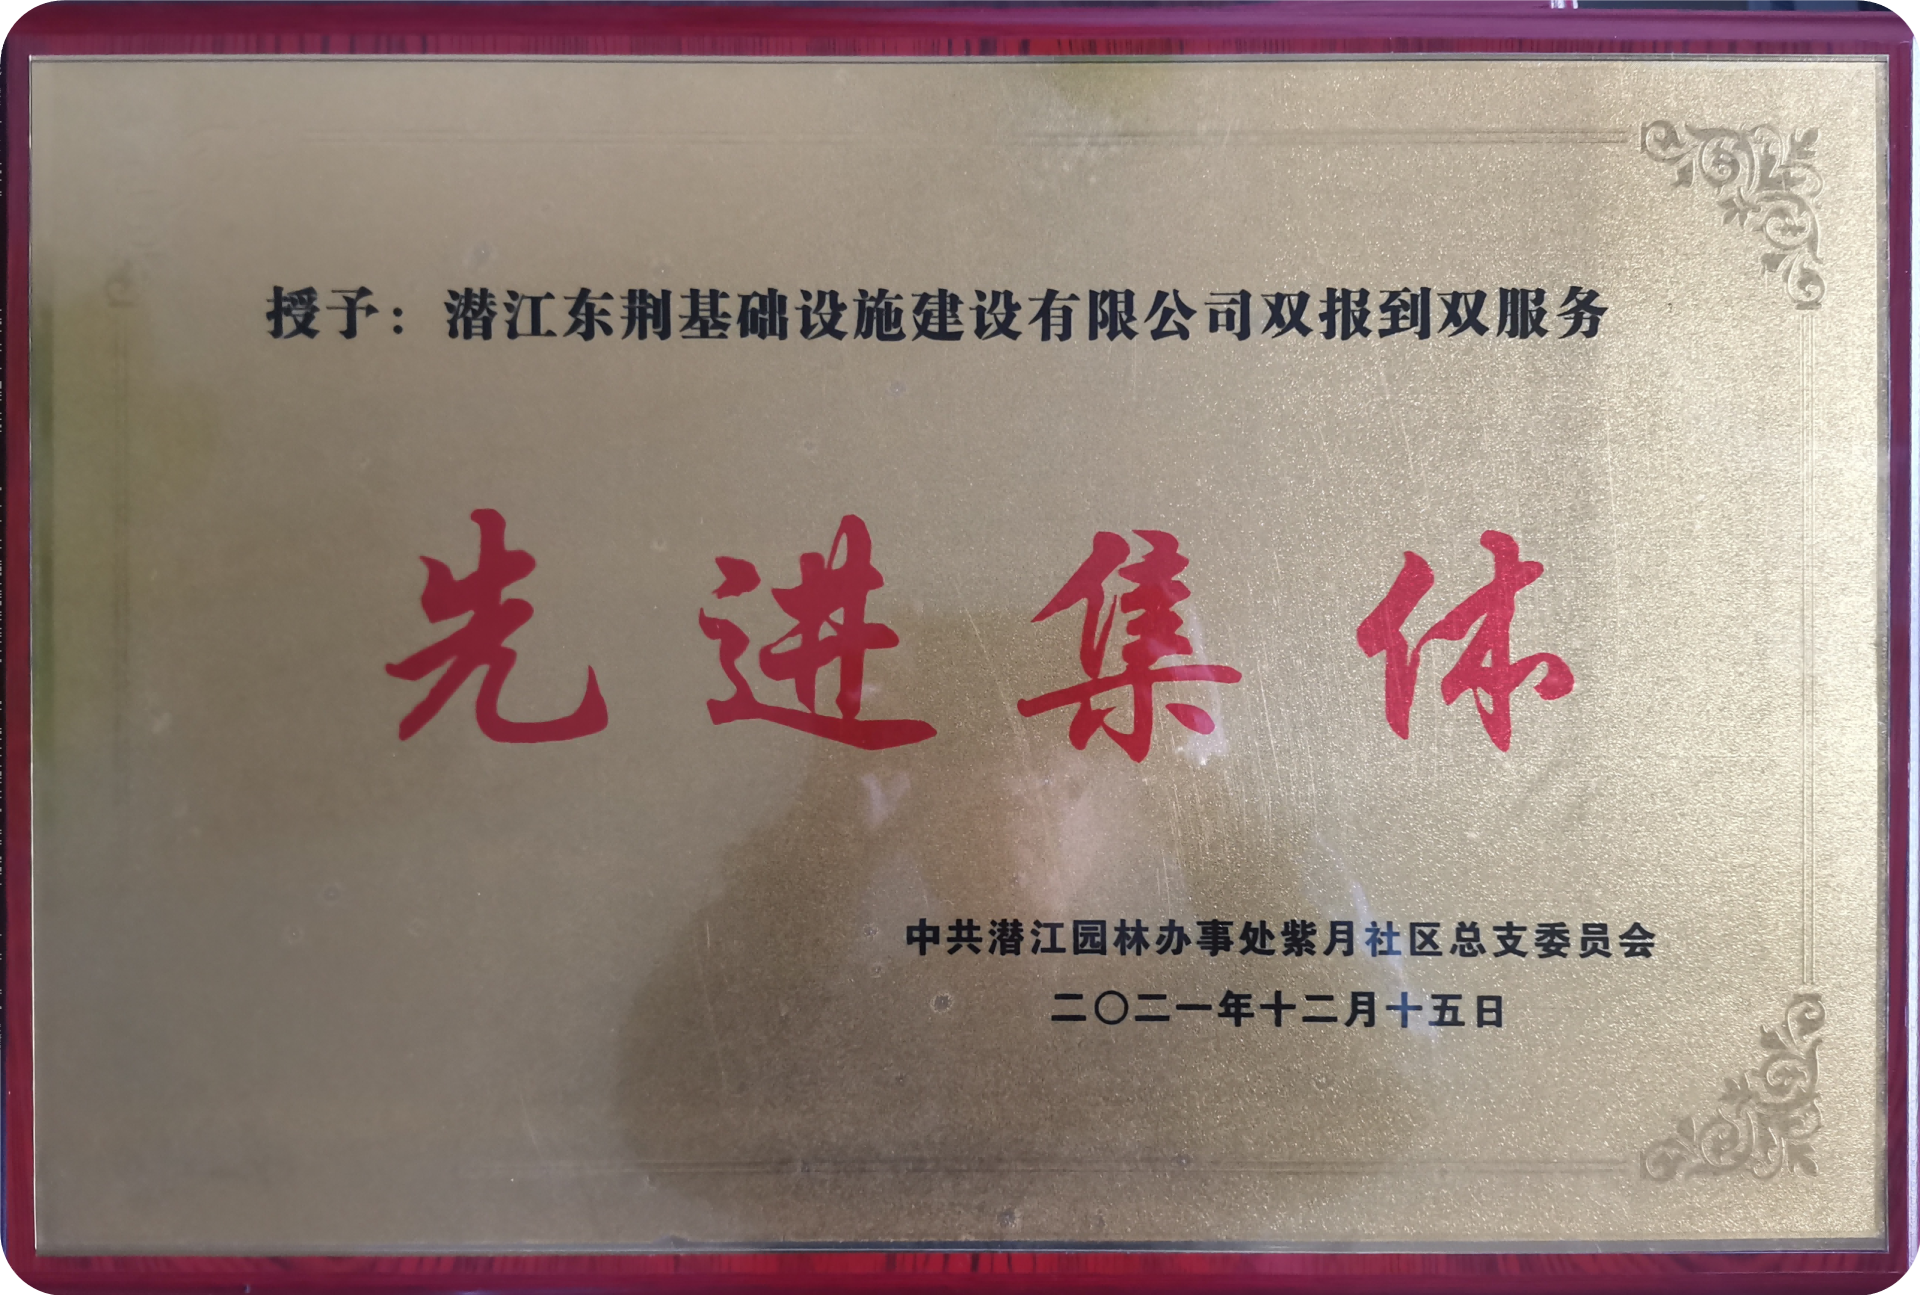 授予：潜江东荆基础设施建设有限公司双报到双服务
先进集体
中共潜江园林办事处紫月社区总支委员会
二〇二一年十二月十五日